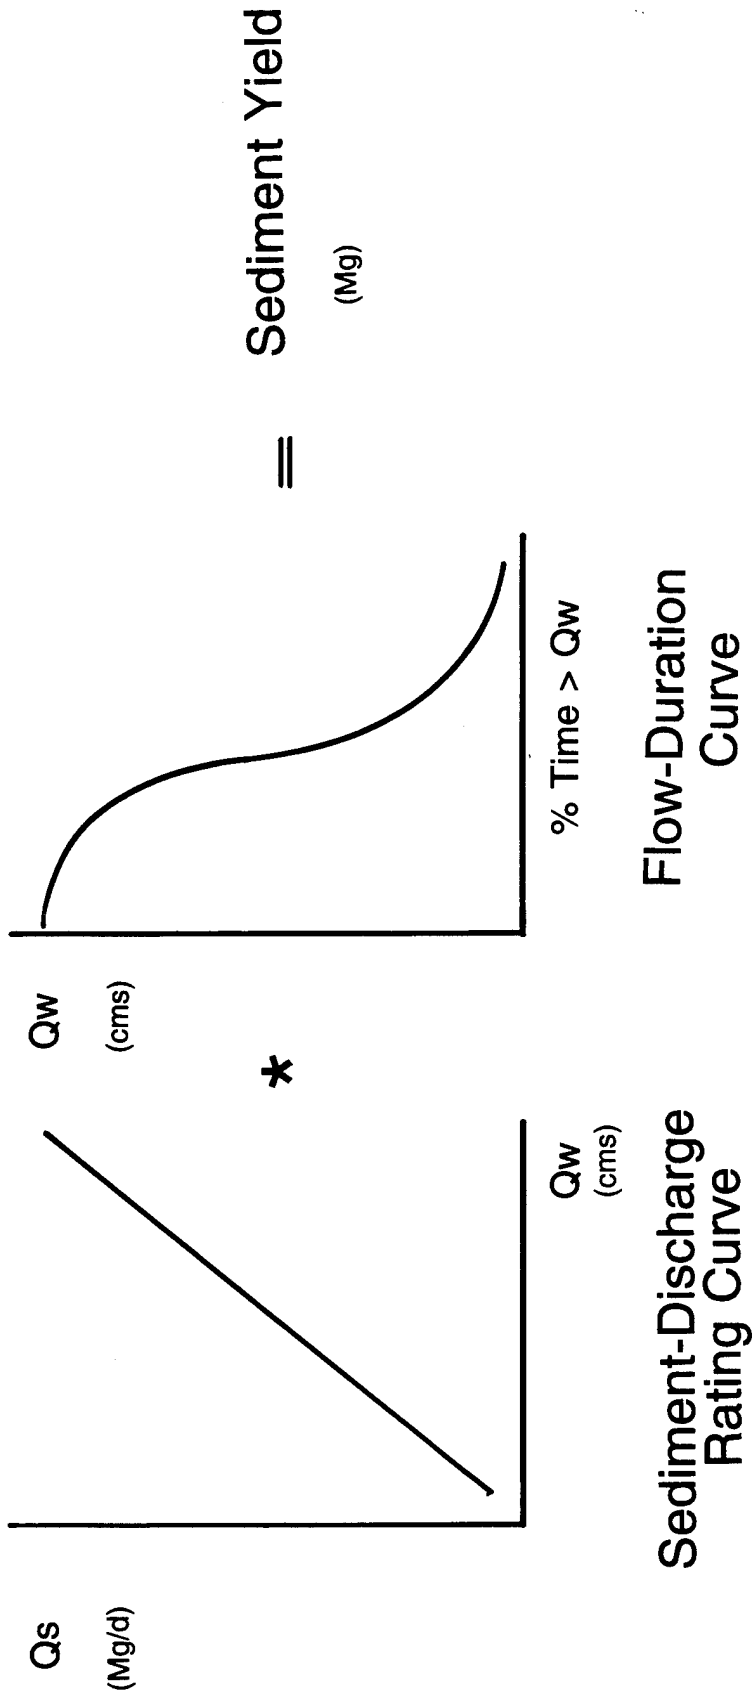 Qs
(Mg/d)
Qw
(cms)
Sediment-Discharge
Rating Curve
*
Qw
(cms)
% Time > Qw
Flow-Duration
Curve
=
Sediment Yield
(Mg)